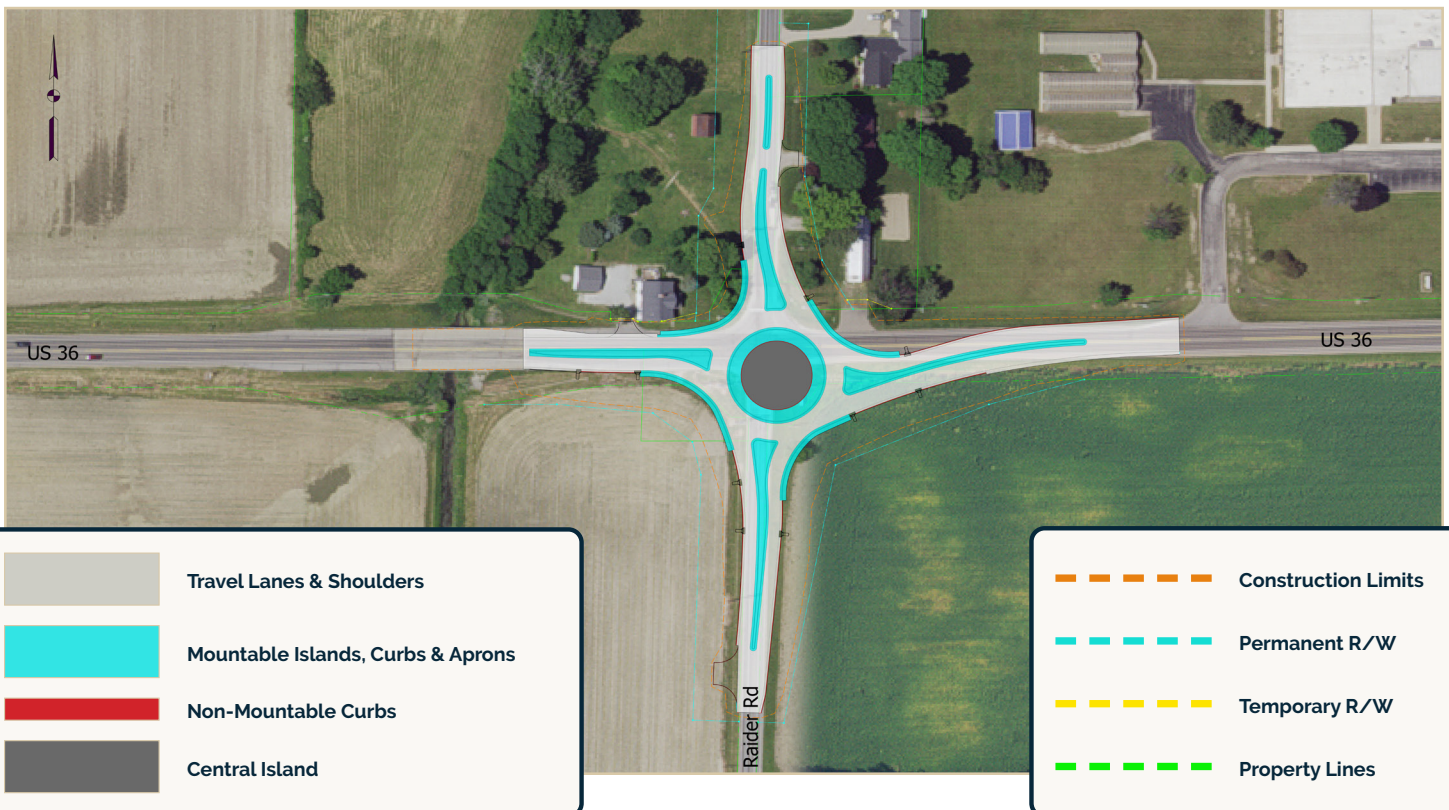 US 36
US 36
Raider Rd
Travel Lanes & Shoulders
Mountable Islands, Curbs & Aprons
Non-Mountable Curbs
Central Island
Construction Limits
Permanent R/W
Temporary R/W
Property Lines